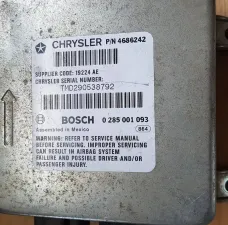 CHRYSLER P/N 4686242
SUPPLIER CODE: 19224 AE
CHRYSLER SERIAL NUMBER:
TMD290538792
BOSCH 0 285 001 093
Assembled in Mexico 864
WARNING: REFER TO SERVICE MANUAL
BEFORE SERVICING. IMPROPER SERVICING
CAN RESULT IN AIRBAG SYSTEM
FAILURE AND POSSIBLE DRIVER AND/OR
PASSENGER INJURY.